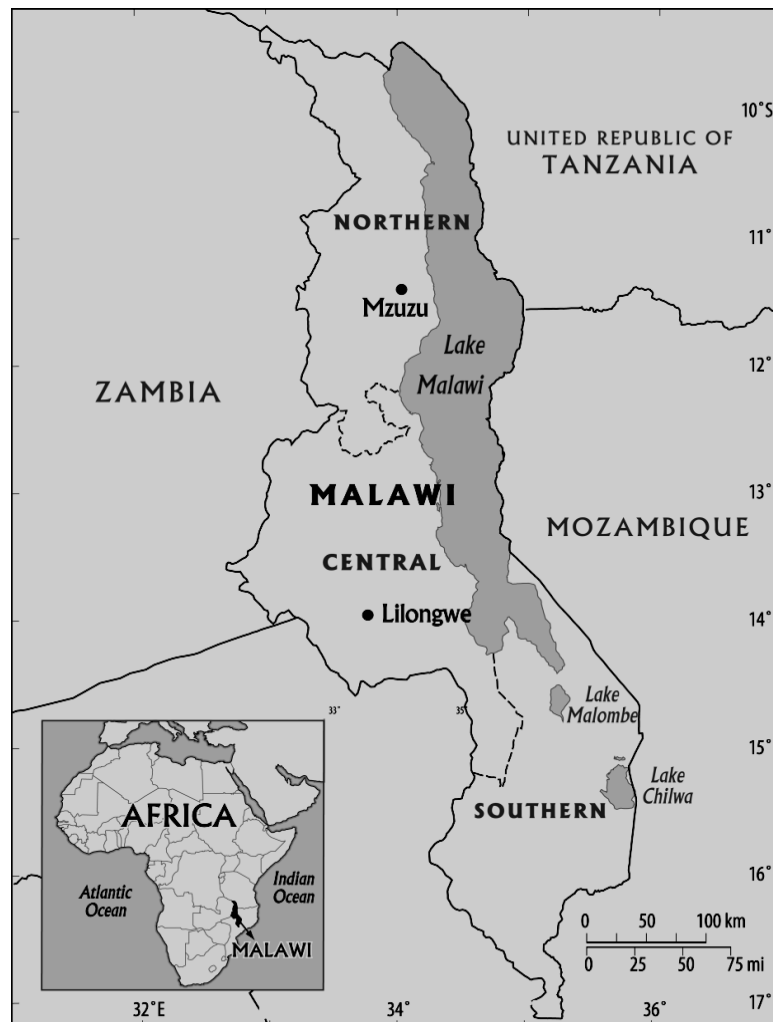 10°S
UNITED REPUBLIC OF
TANZANIA
NORTHERN
11°
Mzuzu
Lake
Malawi
12°
ZAMBIA
MALAWI
13°
MOZAMBIQUE
CENTRAL
Lilongwe
14°
Lake
Malombe
33°
35°
15°
Lake
Chilwa
SOUTHERN
AFRICA
Atlantic
Ocean
Indian
Ocean
MALAWI
16°
0 50 100 km
0 25 50 75 mi
17°
32°E
34°
36°